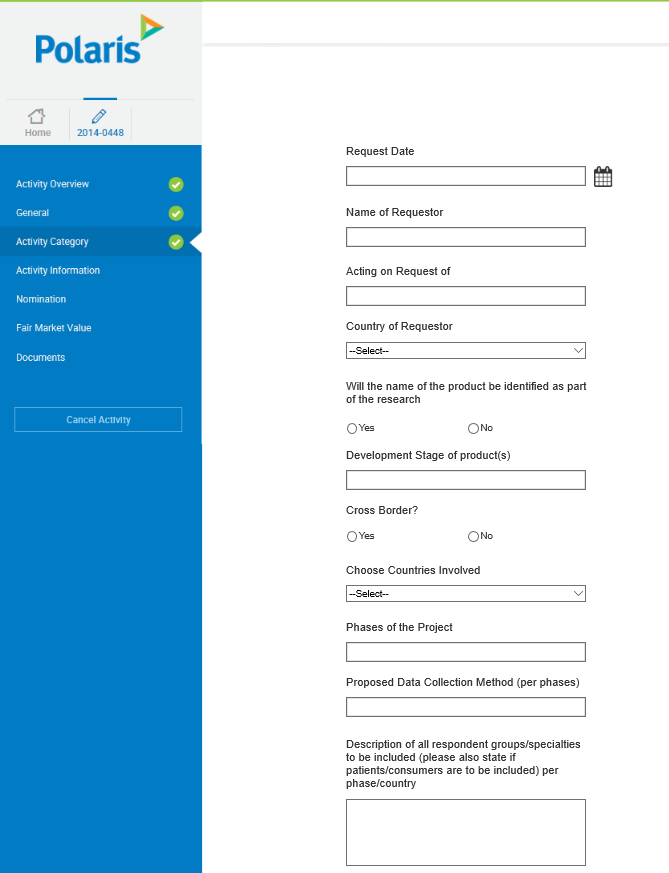 Polaris
Home
2014-0448
Activity Overview
General
Activity Category
Activity Information
Nomination
Fair Market Value
Documents
Cancel Activity
Request Date
Name of Requestor
Acting on Request of
Country of Requestor
--Select--
Will the name of the product be identified as part
of the research
Yes No
Development Stage of product(s)
Cross Border?
Yes No
Choose Countries Involved
--Select--
Phases of the Project
Proposed Data Collection Method (per phases)
Description of all respondent groups/specialties
to be included (please also state if
patients/consumers are to be included) per
phase/country